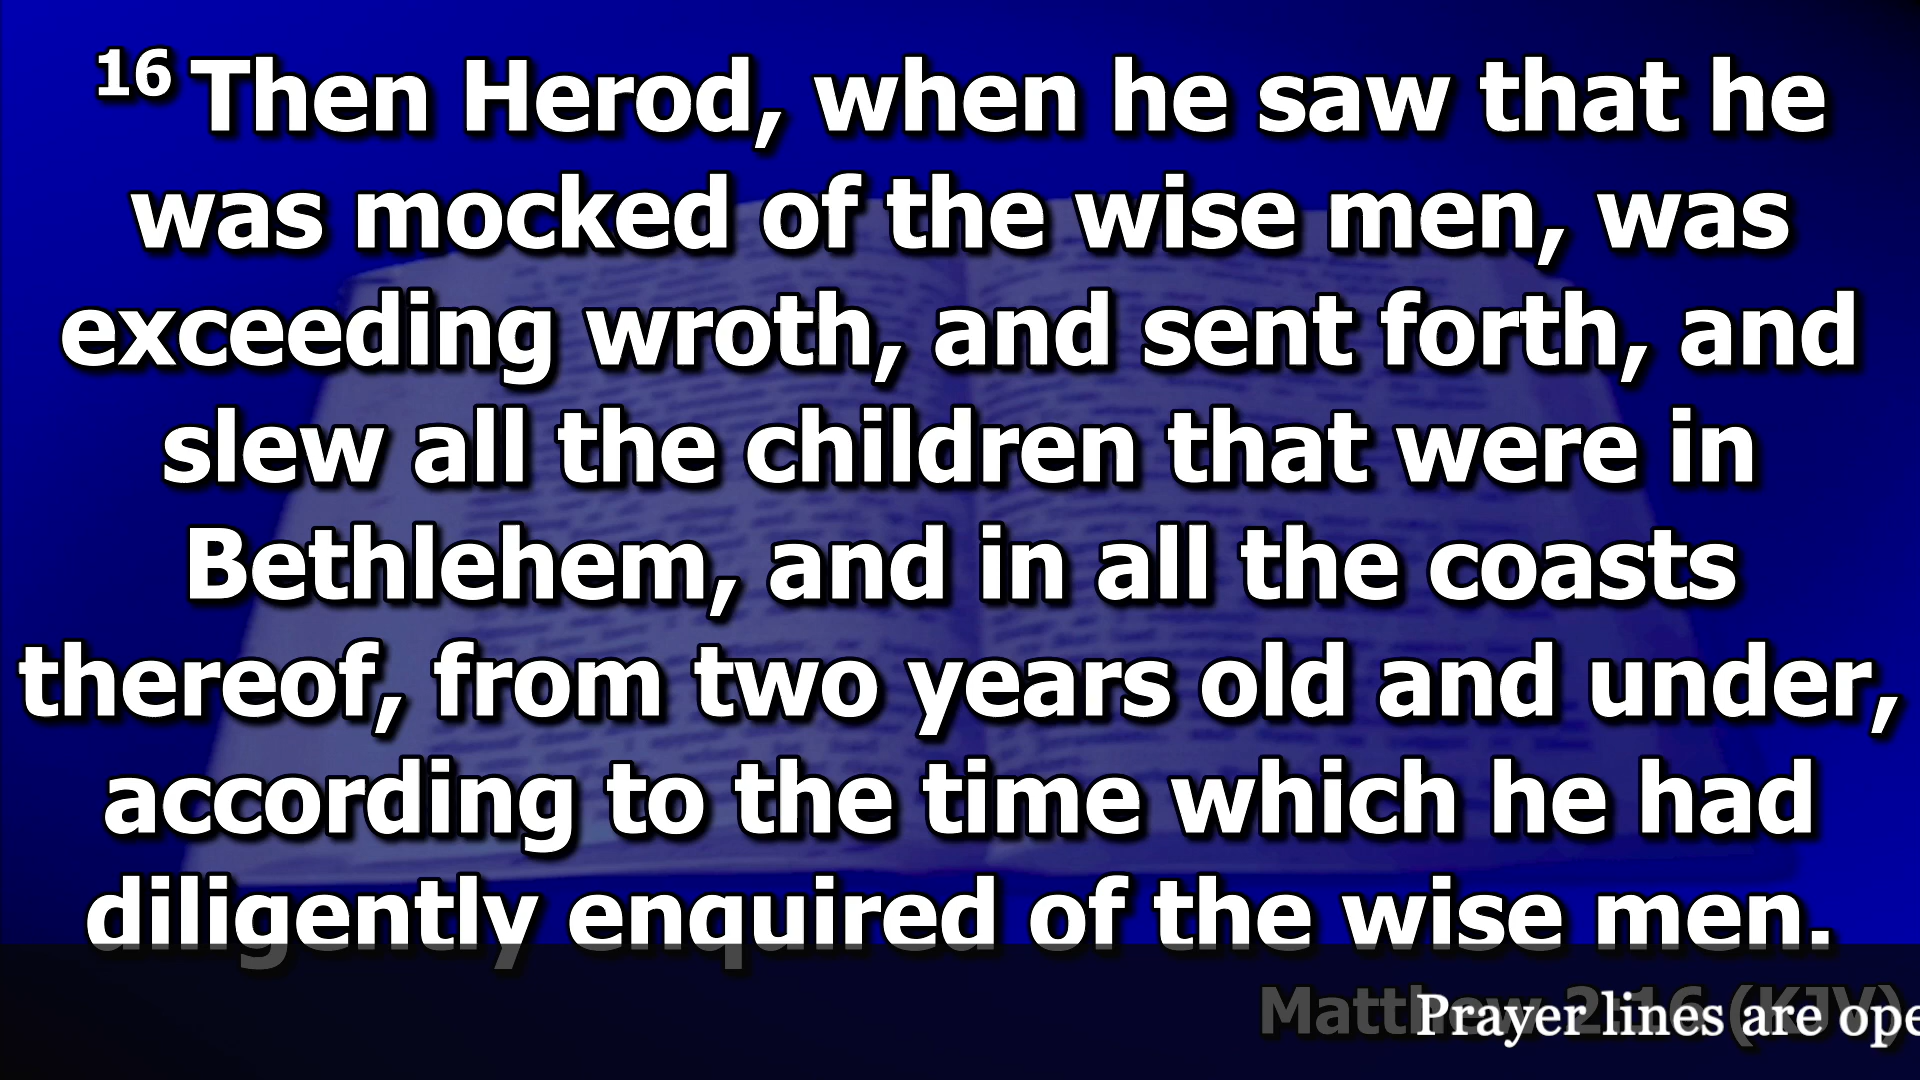 16 Then Herod, when he saw that he
was mocked of the wise men, was
exceeding wroth, and sent forth, and
slew all the children that were in
Bethlehem, and in all the coasts
thereof, from two years old and under,
according to the time which he had
diligently enquired of the wise men.
Matthew 2:16 (KJV)
Prayer lines are ope